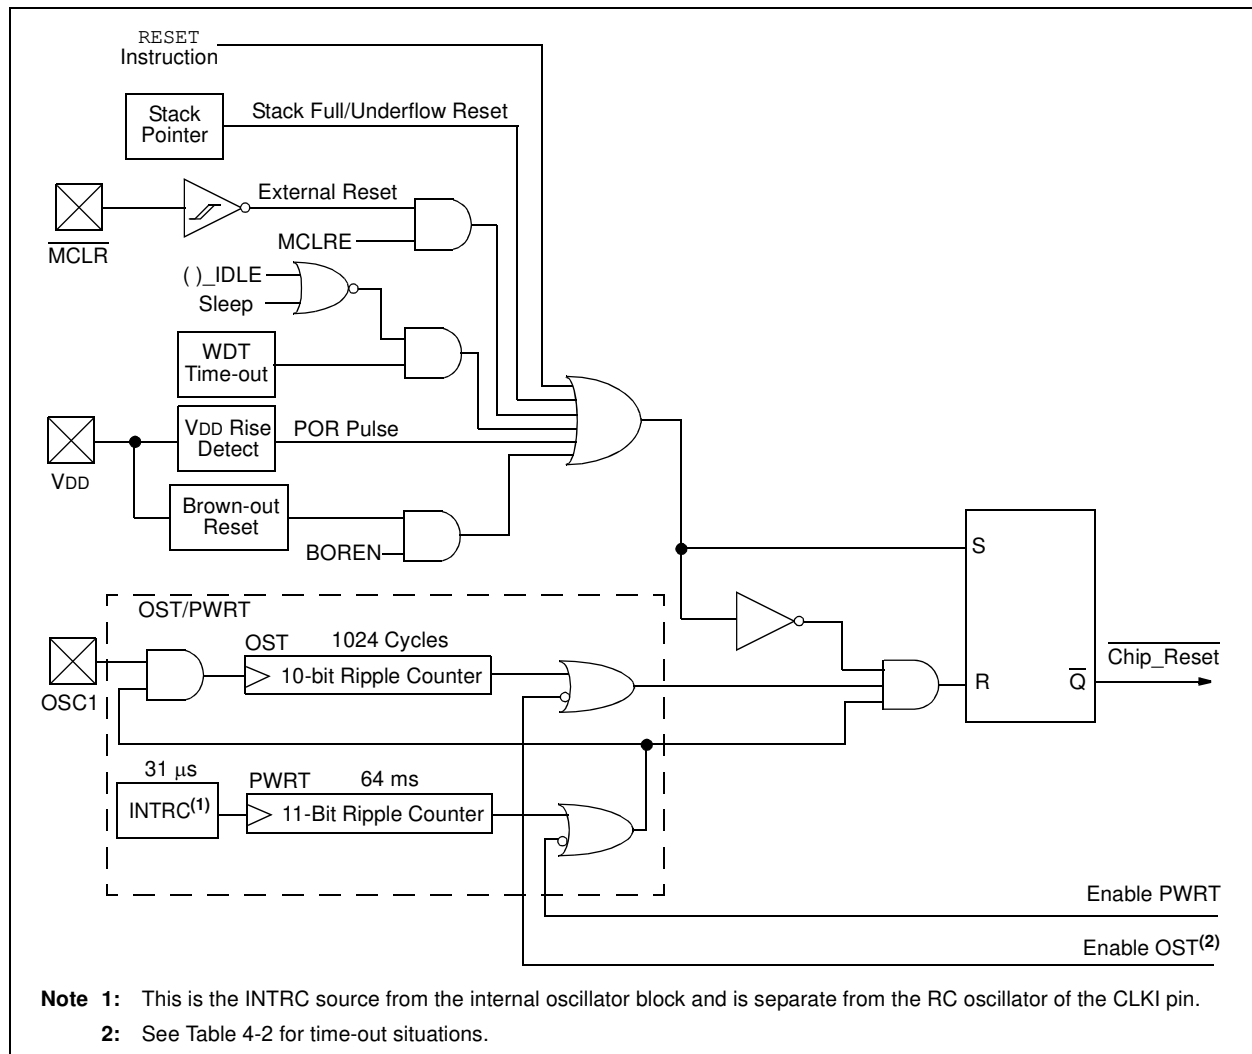 RESET
Instruction
Stack
Pointer
Stack Full/Underflow Reset
External Reset
MCLR
MCLRE
( )_IDLE
Sleep
WDT
Time-out
VDD Rise
Detect
POR Pulse
VDD
Brown-out
Reset
BOREN
S
OST/PWRT
OST
1024 Cycles
10-bit Ripple Counter
OSC1
R
Q
Chip_Reset
31 μs
INTRC(1)
PWRT
64 ms
11-Bit Ripple Counter
Enable PWRT
Enable OST(2)
Note 1: This is the INTRC source from the internal oscillator block and is separate from the RC oscillator of the CLKI pin.
2: See Table 4-2 for time-out situations.